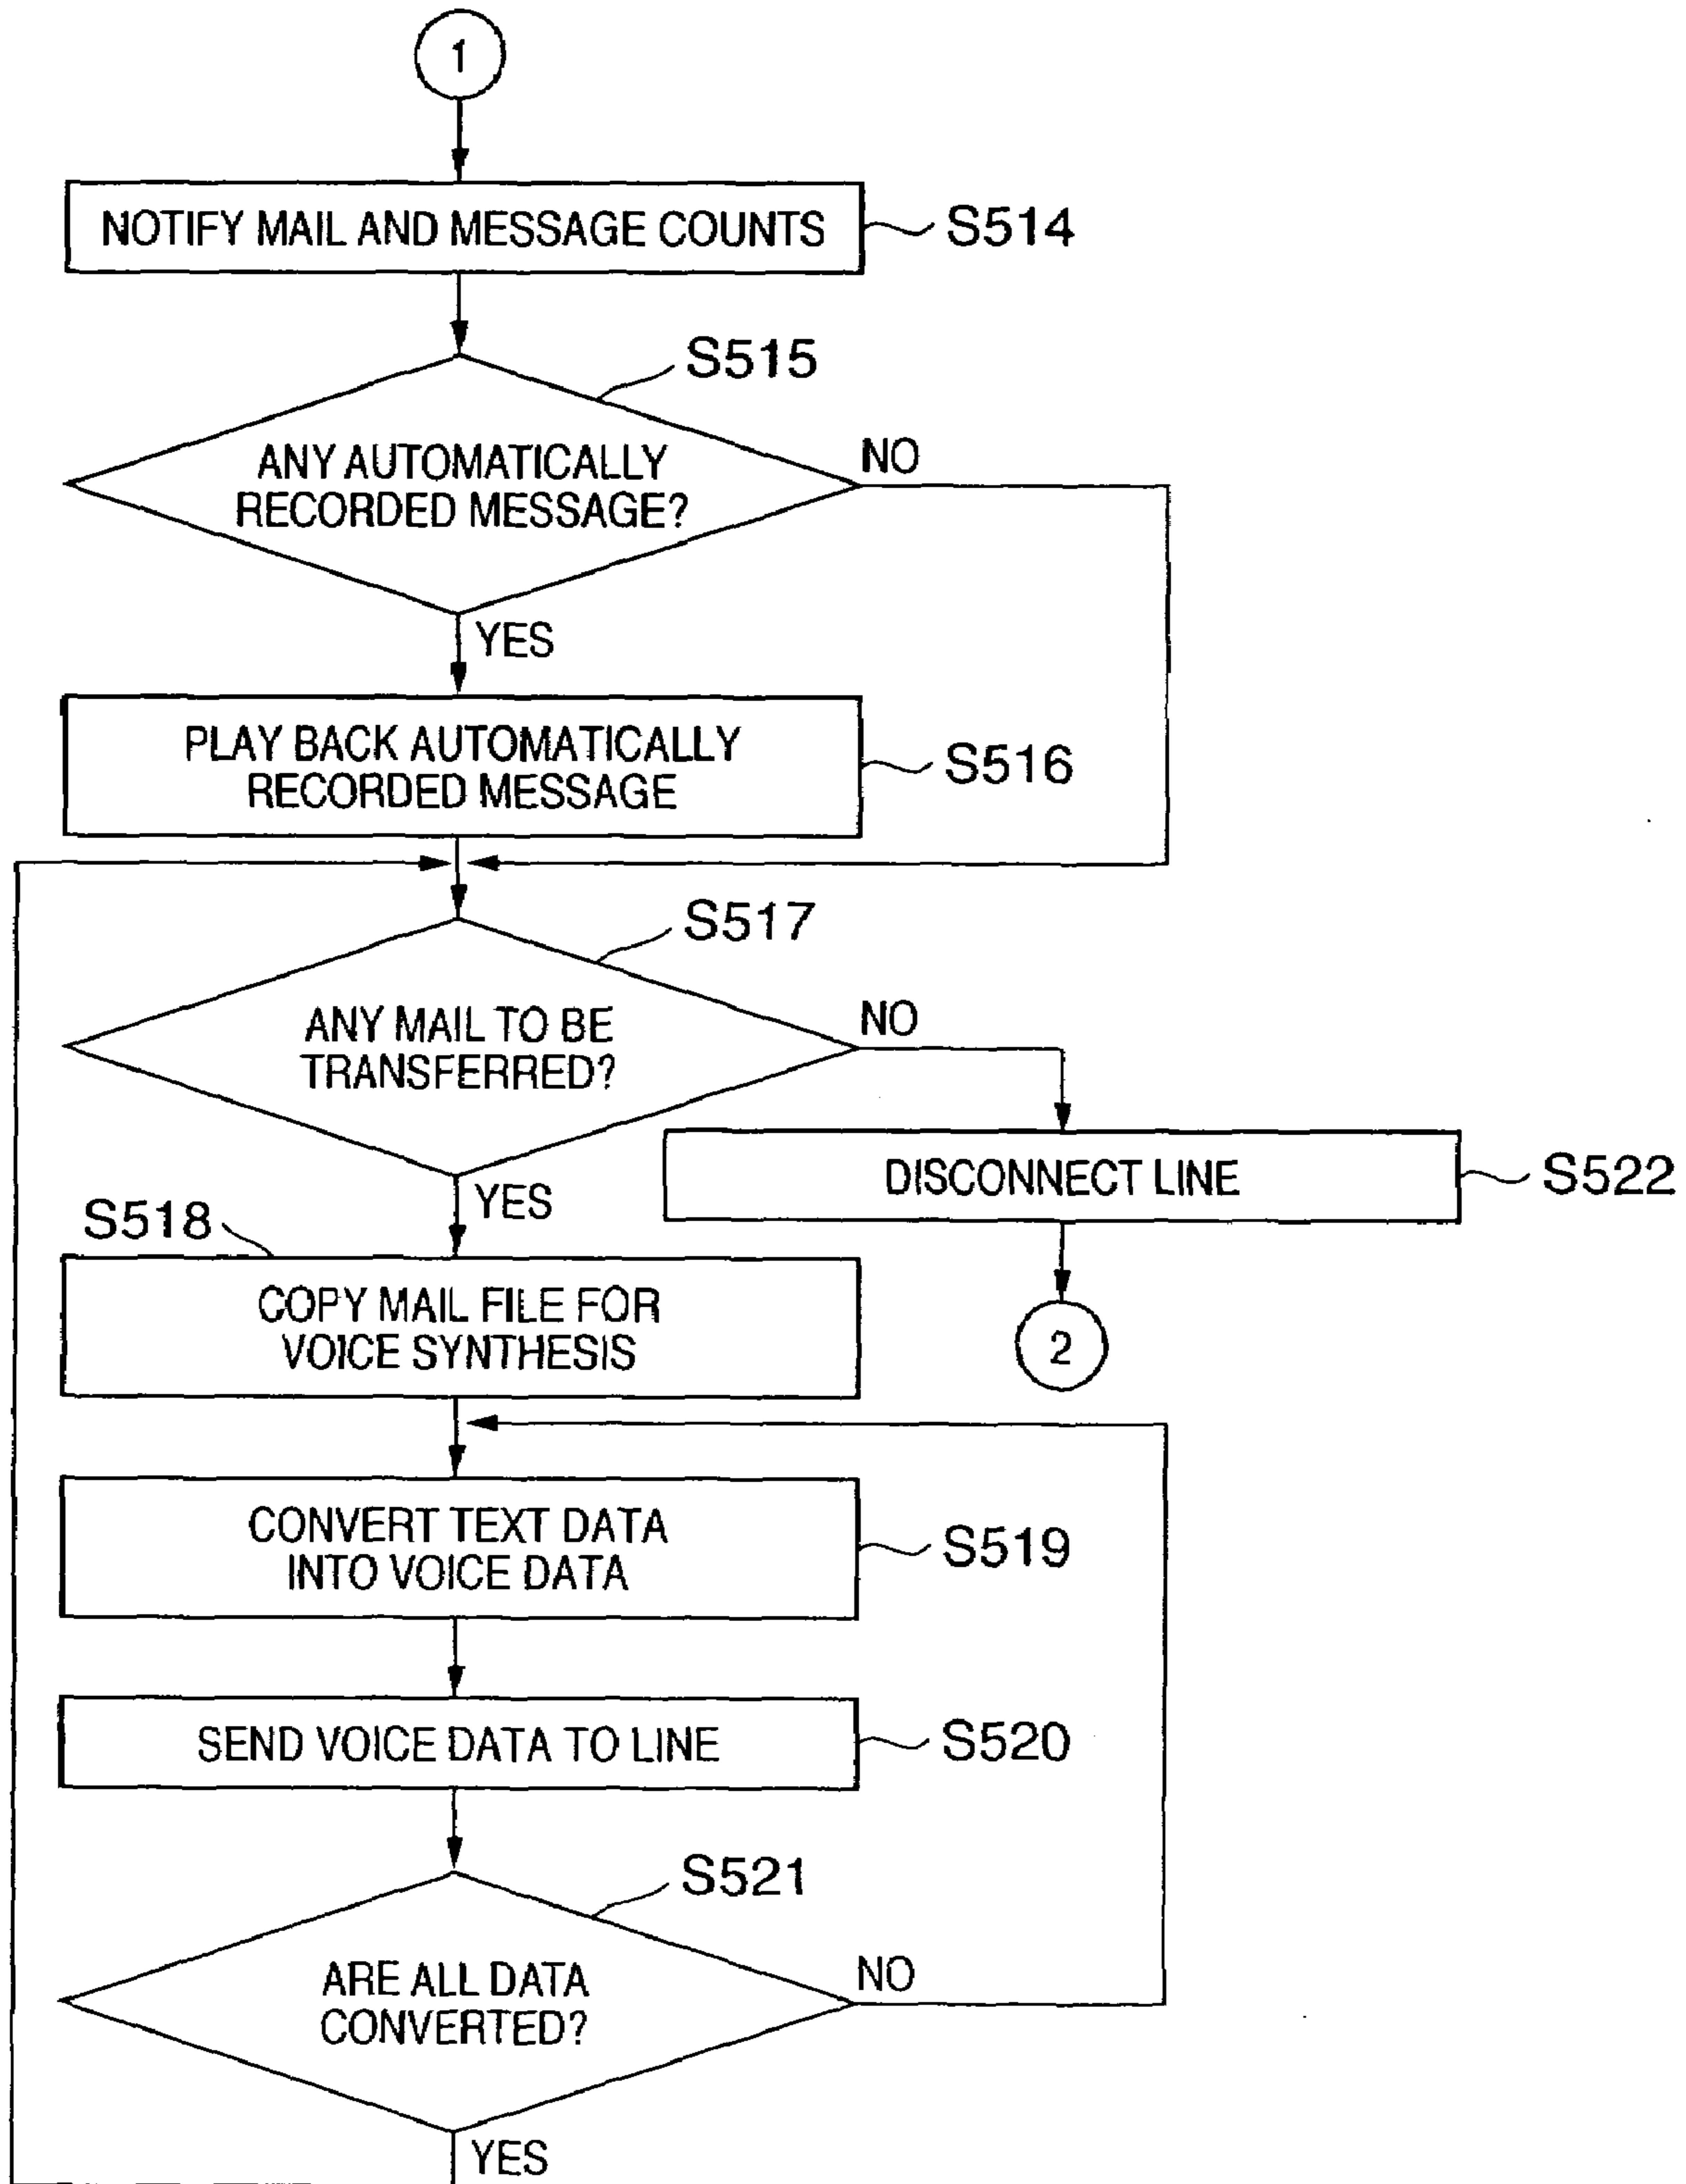 1
NOTIFY MAIL AND MESSAGE COUNTS
S514
S515
ANY AUTOMATICALLY
RECORDED MESSAGE?
NO
YES
PLAY BACK AUTOMATICALLY
RECORDED MESSAGE
S516
S517
ANY MAIL TO BE
TRANSFERRED?
NO
YES
DISCONNECT LINE
S522
2
S518
COPY MAIL FILE FOR
VOICE SYNTHESIS
CONVERT TEXT DATA
INTO VOICE DATA
S519
SEND VOICE DATA TO LINE
S520
S521
ARE ALL DATA
CONVERTED?
NO
YES